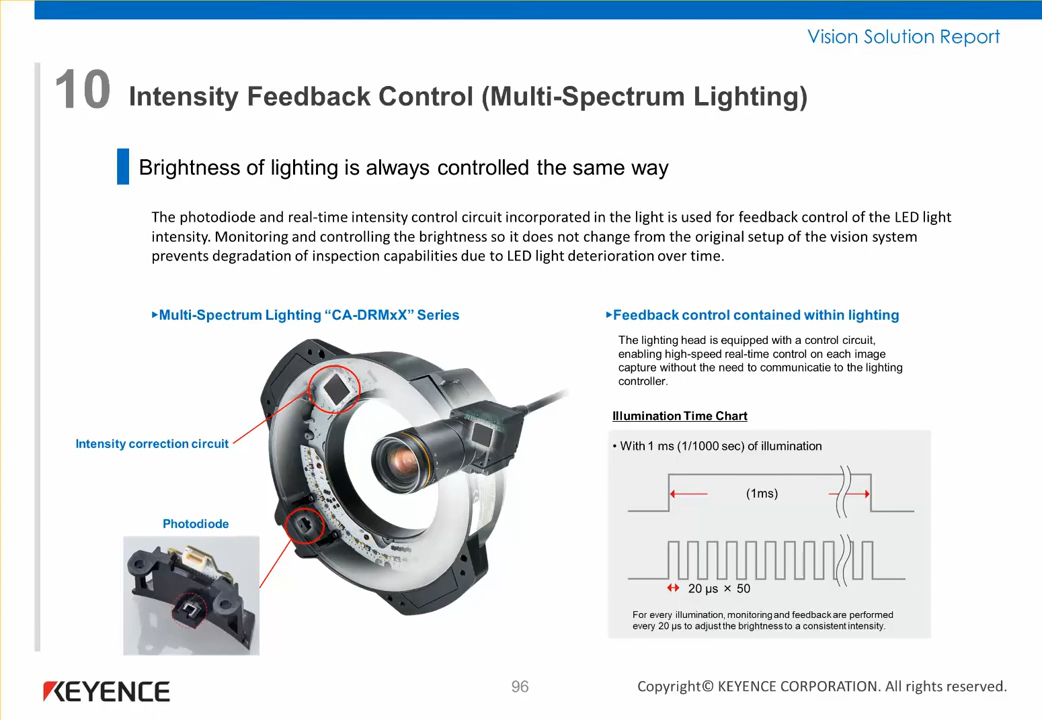 Vision Solution Report
10 Intensity Feedback Control (Multi-Spectrum Lighting)
Brightness of lighting is always controlled the same way
The photodiode and real-time intensity control circuit incorporated in the light is used for feedback control of the LED light
intensity. Monitoring and controlling the brightness so it does not change from the original setup of the vision system
prevents degradation of inspection capabilities due to LED light deterioration over time.
▶Multi-Spectrum Lighting “CA-DRMxX” Series
Intensity correction circuit
Photodiode
▶Feedback control contained within lighting
The lighting head is equipped with a control circuit,
enabling high-speed real-time control on each image
capture without the need to communicatie to the lighting
controller.
Illumination Time Chart
• With 1 ms (1/1000 sec) of illumination
(1ms)
20 µs × 50
For every illumination, monitoring and feedback are performed
every 20 µs to adjust the brightness to a consistent intensity.
KEYENCE
96
Copyright© KEYENCE CORPORATION. All rights reserved.